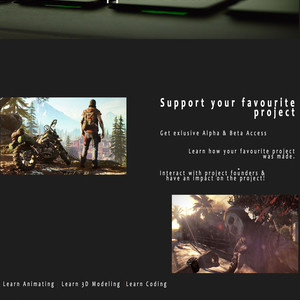 Support your favourite
project
Get exlusive Alpha & Beta Access
Learn how your favourite project
was made.
Interact with project founders &
have an impact on the project!
Learn Animating Learn 3D Modeling Learn Coding